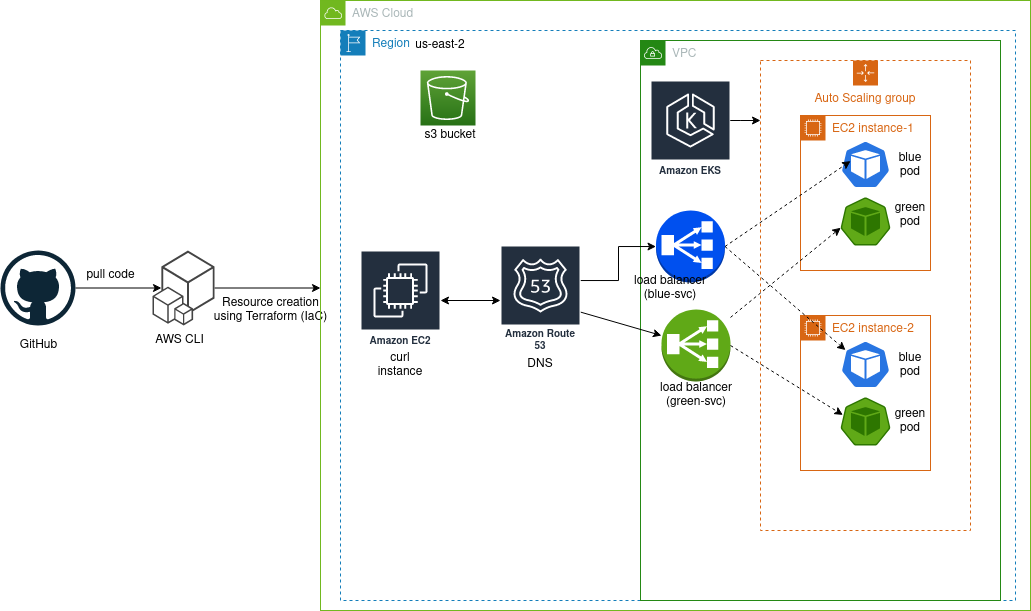 AWS Cloud
Region us-east-2
VPC
s3 bucket
Amazon EKS
Auto Scaling group
EC2 instance-1
blue
pod
green
pod
GitHub
pull code
AWS CLI
Resource creation
using Terraform (IaC)
Amazon EC2
curl
instance
53
Amazon Route
53
DNS
load balancer
(blue-svc)
load balancer
(green-svc)
EC2 instance-2
blue
pod
green
pod
K